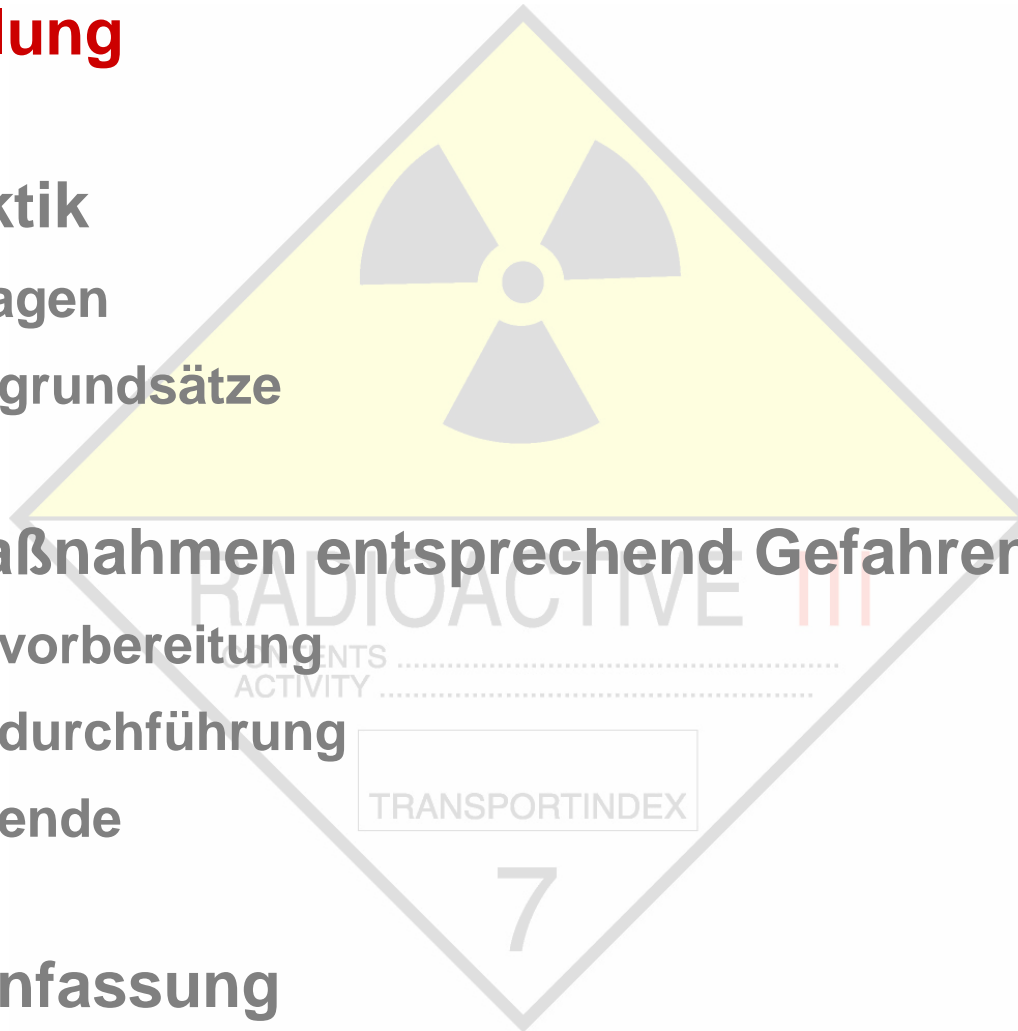 lung
ktik
agen
grundsätze
aßnahmen entsprechend Gefahren
RADIOACTIVE III
vorbereitung
CONTENTS ........................................................
ACTIVITY ........................................................
durchführung
TRANSPORTINDEX
ende
7
nfassung